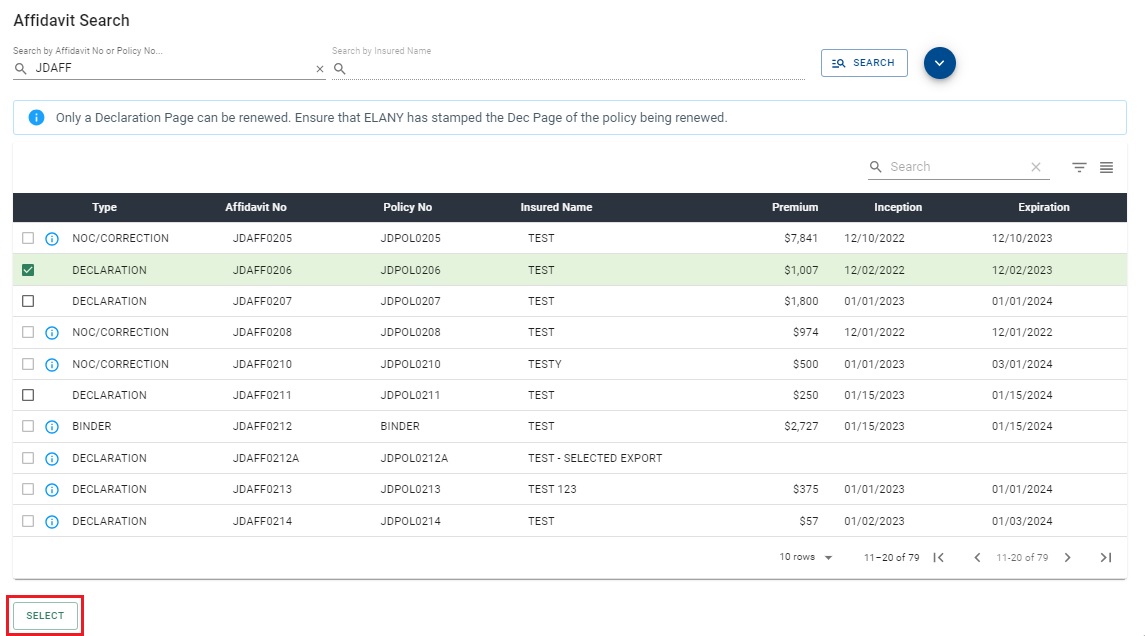 Affidavit Search
Search by Affidavit No or Policy No...
Search by Insured Name
JDAFF
SEARCH
Only a Declaration Page can be renewed. Ensure that ELANY has stamped the Dec Page of the policy being renewed.
Search
Type Affidavit No Policy No Insured Name Premium Inception Expiration
NOC/CORRECTION JDAFF0205 JDPOL0205 TEST $7,841 12/10/2022 12/10/2023
DECLARATION JDAFF0206 JDPOL0206 TEST $1,007 12/02/2022 12/02/2023
DECLARATION JDAFF0207 JDPOL0207 TEST $1,800 01/01/2023 01/01/2024
NOC/CORRECTION JDAFF0208 JDPOL0208 TEST $974 12/01/2022 12/01/2022
NOC/CORRECTION JDAFF0210 JDPOL0210 TESTY $500 01/01/2023 03/01/2024
DECLARATION JDAFF0211 JDPOL0211 TEST $250 01/15/2023 01/15/2024
BINDER JDAFF0212 BINDER TEST $2,727 01/15/2023 01/15/2024
DECLARATION JDAFF0212A JDPOL0212A TEST - SELECTED EXPORT
DECLARATION JDAFF0213 JDPOL0213 TEST 123 $375 01/01/2023 01/01/2024
DECLARATION JDAFF0214 JDPOL0214 TEST $57 01/02/2023 01/03/2024
10 rows 11–20 of 79 11-20 of 79
SELECT